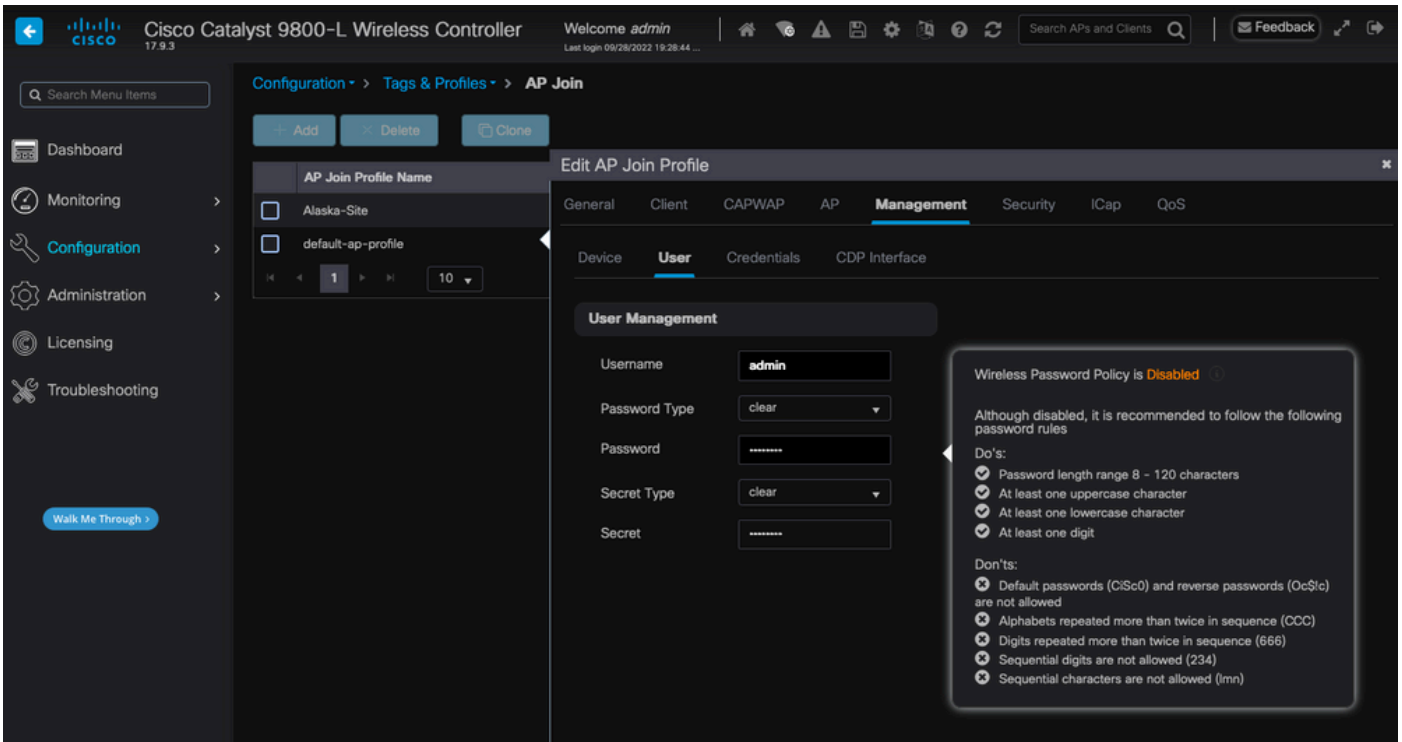 CISCO
Cisco Catalyst 9800-L Wireless Controller
17.9.3
Welcome admin
Last login 09/28/2022 19:28:44 ...
Search APs and Clients
Feedback
Search Menu Items
Dashboard
Monitoring
Configuration
Administration
Licensing
Troubleshooting
Walk Me Through >
Configuration > Tags & Profiles > AP Join
+ Add
× Delete
Clone
AP Join Profile Name
Alaska-Site
default-ap-profile
1
10
Edit AP Join Profile
General Client CAPWAP AP Management Security ICap QoS
Device User Credentials CDP Interface
User Management
Username admin
Password Type clear
Password ········
Secret Type clear
Secret ········
Wireless Password Policy is Disabled
Although disabled, it is recommended to follow the following
password rules
Do's:
Password length range 8 - 120 characters
At least one uppercase character
At least one lowercase character
At least one digit
Don'ts:
Default passwords (CiSc0) and reverse passwords (Oc$!c)
are not allowed
Alphabets repeated more than twice in sequence (CCC)
Digits repeated more than twice in sequence (666)
Sequential digits are not allowed (234)
Sequential characters are not allowed (lmn)